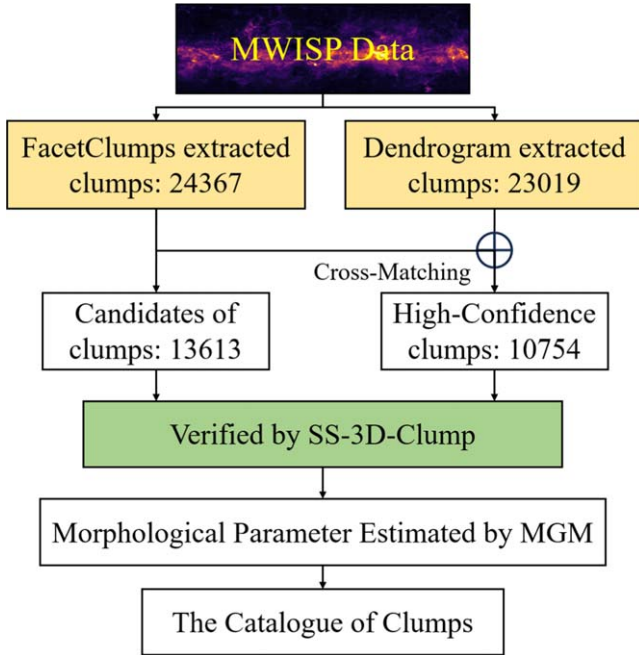 MWISP Data
FacetClumps extracted
clumps: 24367
Dendrogram extracted
clumps: 23019
Cross-Matching
Candidates of
clumps: 13613
High-Confidence
clumps: 10754
Verified by SS-3D-Clump
Morphological Parameter Estimated by MGM
The Catalogue of Clumps